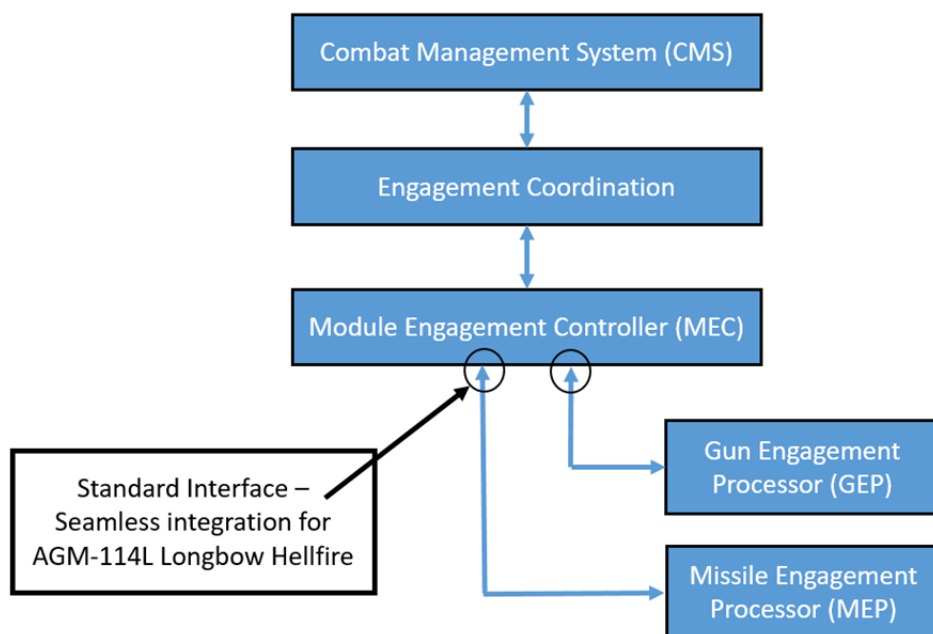 Combat Management System (CMS)
Engagement Coordination
Module Engagement Controller (MEC)
Gun Engagement
Processor (GEP)
Standard Interface –
Seamless integration for
AGM-114L Longbow Hellfire
Missile Engagement
Processor (MEP)